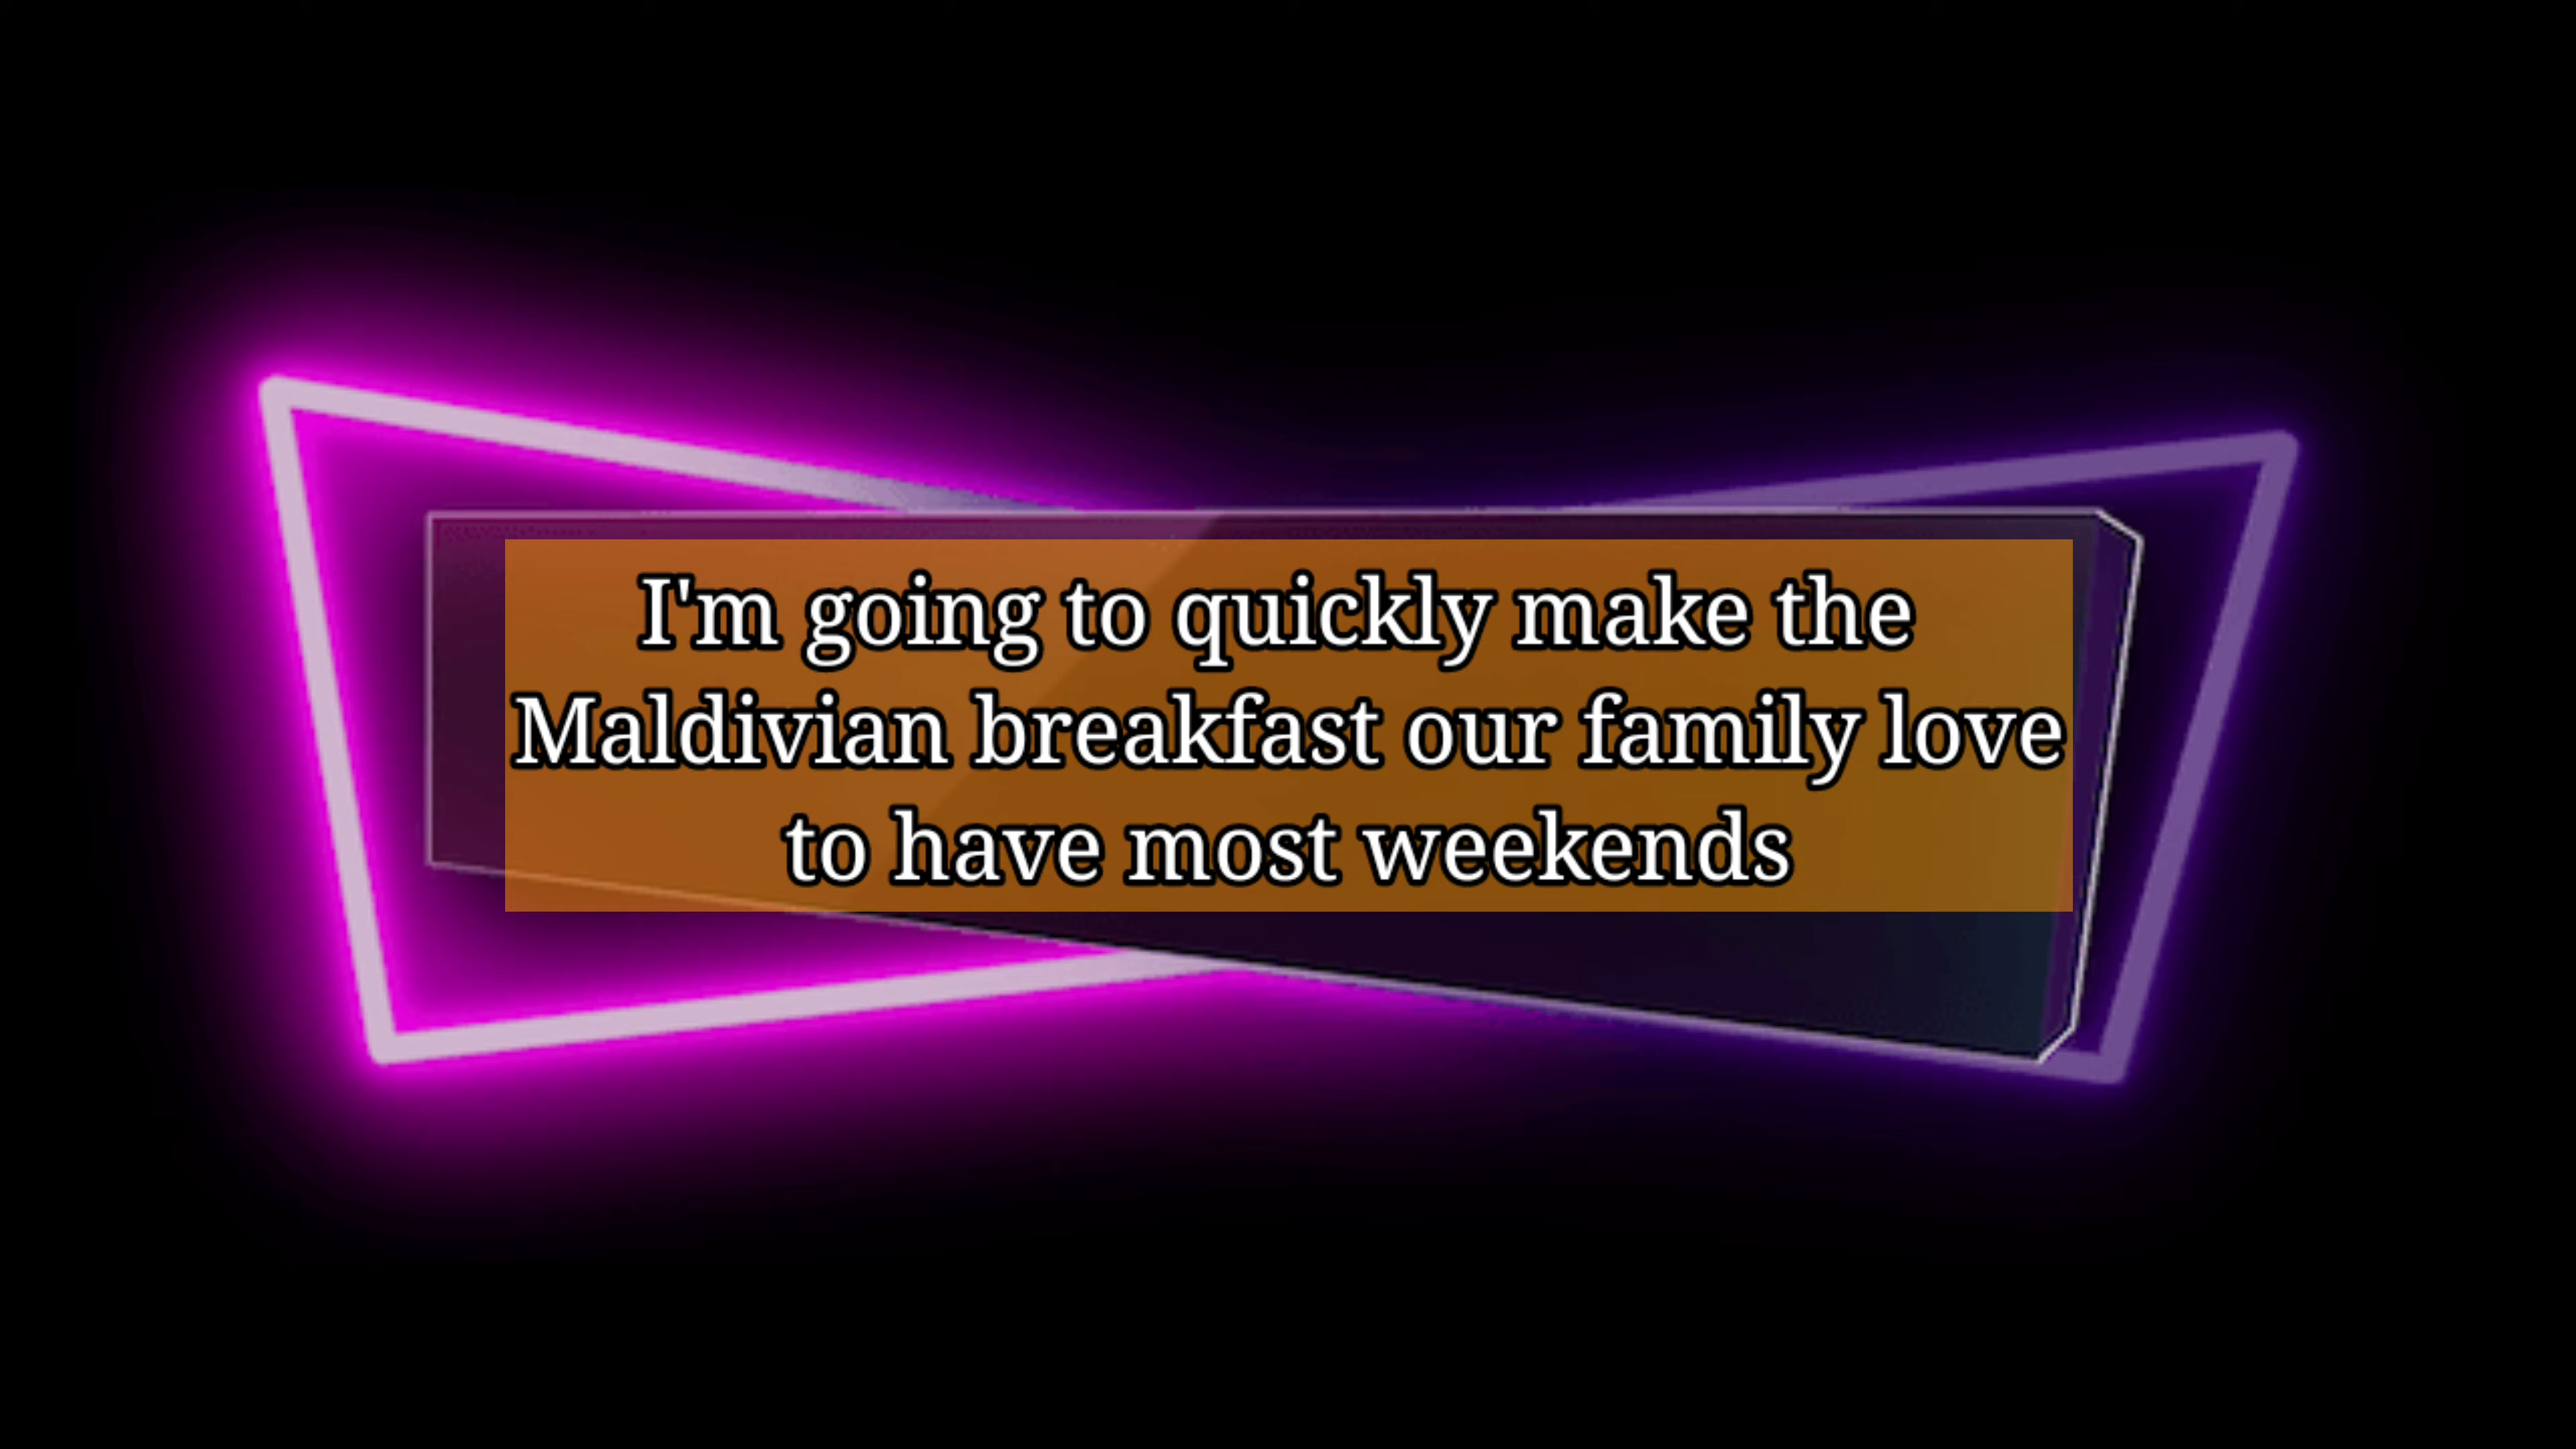 I'm going to quickly make the
Maldivian breakfast our family love
to have most weekends